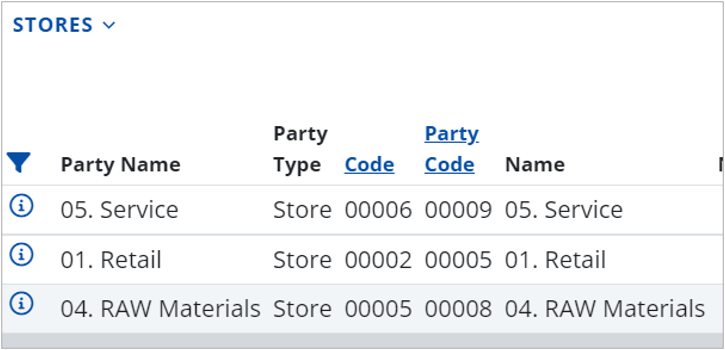 STORES
Party Name Party Type Code Party Code Name
05. Service Store 00006 00009 05. Service
01. Retail Store 00002 00005 01. Retail
04. RAW Materials Store 00005 00008 04. RAW Materials